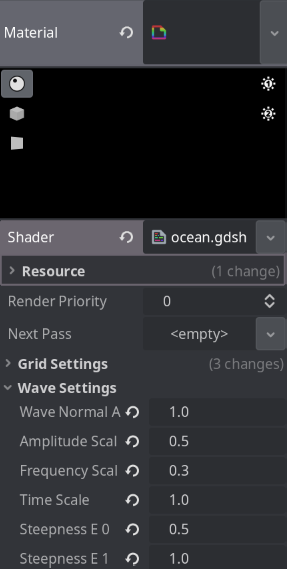 Material
1
2
Shader ocean.gdsh
Resource (1 change)
Render Priority 0
Next Pass <empty>
Grid Settings (3 changes)
Wave Settings
Wave Normal A 1.0
Amplitude Scal 0.5
Frequency Scal 0.3
Time Scale 1.0
Steepness E 0 0.5
Steepness E 1 1.0